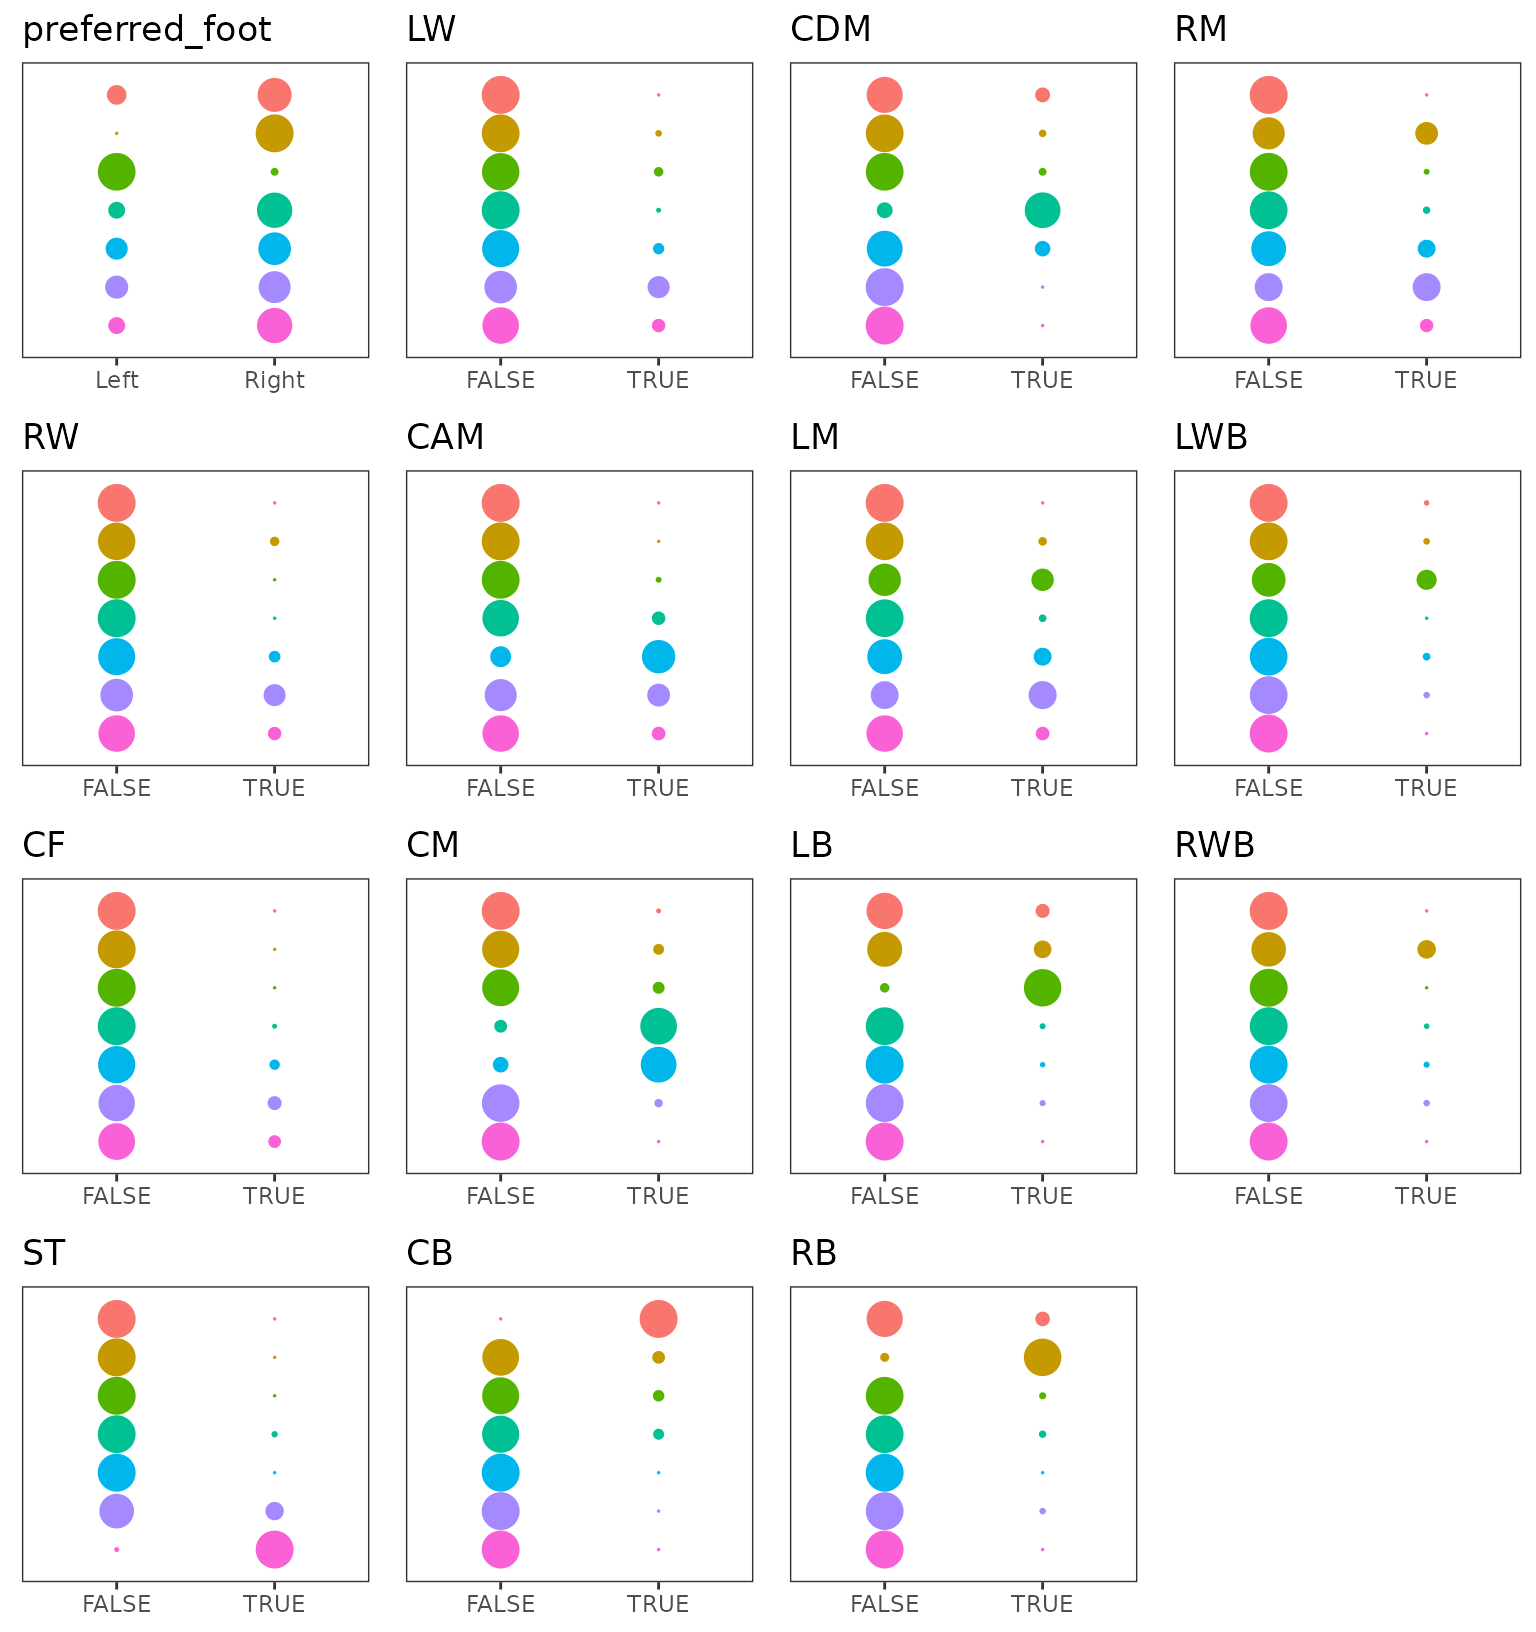 preferred_foot LW CDM RM
Left Right FALSE TRUE FALSE TRUE FALSE TRUE
RW CAM LM LWB
FALSE TRUE FALSE TRUE FALSE TRUE FALSE TRUE
CF CM LB RWB
FALSE TRUE FALSE TRUE FALSE TRUE FALSE TRUE
ST CB RB
FALSE TRUE FALSE TRUE FALSE TRUE